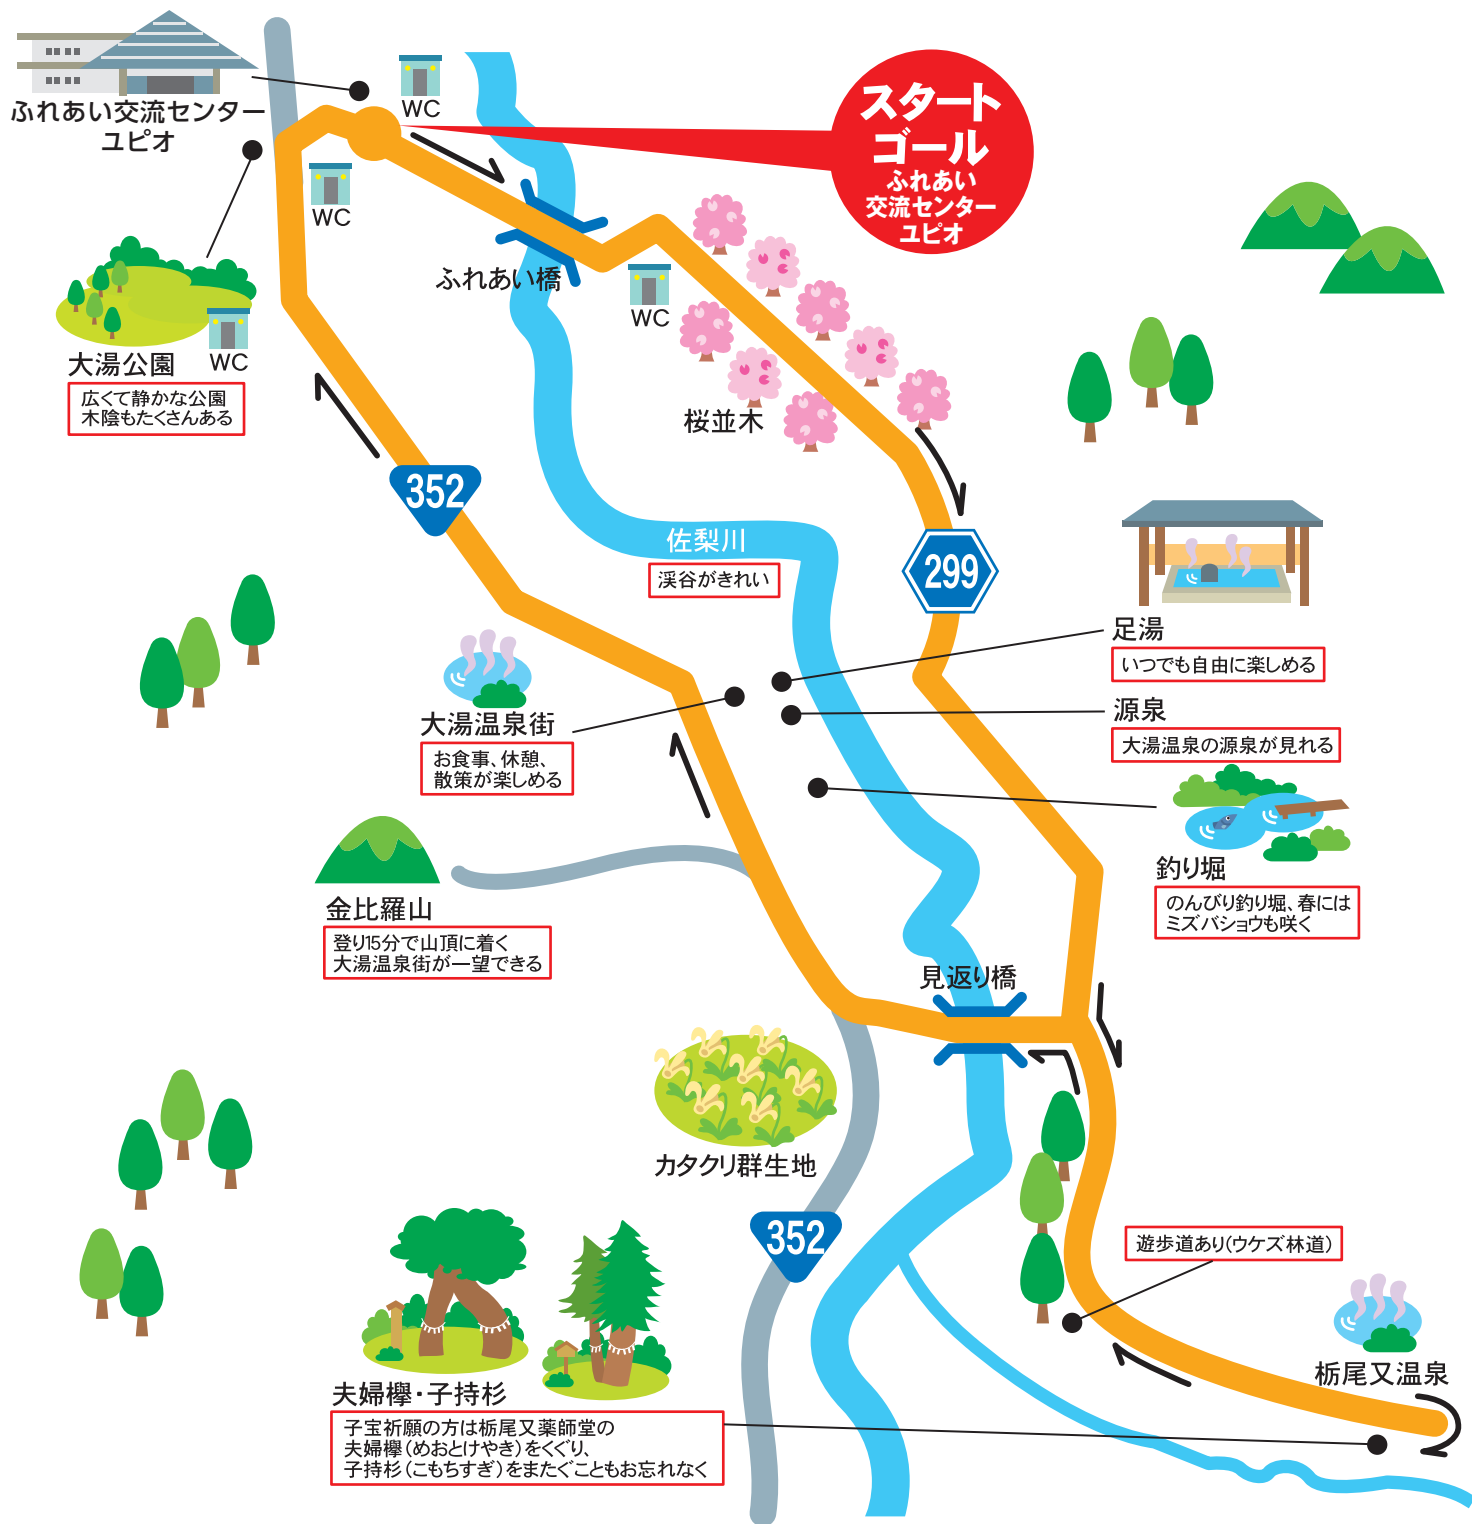 ふれあい交流センター
ユピオ
WC
スタート
ゴール
ふれあい
交流センター
ユピオ
WC
ふれあい橋
WC
WC
大湯公園
広くて静かな公園
木陰もたくさんある
桜並木
352
佐梨川
渓谷がきれい
299
足湯
いつでも自由に楽しめる
源泉
大湯温泉の源泉が見れる
大湯温泉街
お食事、休憩、
散策が楽しめる
釣り堀
のんびり釣り堀、春には
ミズバショウも咲く
金比羅山
登り15分で山頂に着く
大湯温泉街が一望できる
見返り橋
カタクリ群生地
352
遊歩道あり(ウケズ林道)
栃尾又温泉
夫婦欅・子持杉
子宝祈願の方は栃尾又薬師堂の
夫婦欅(めおとけやき)をくぐり、
子持杉(こもちすぎ)をまたぐこともお忘れなく